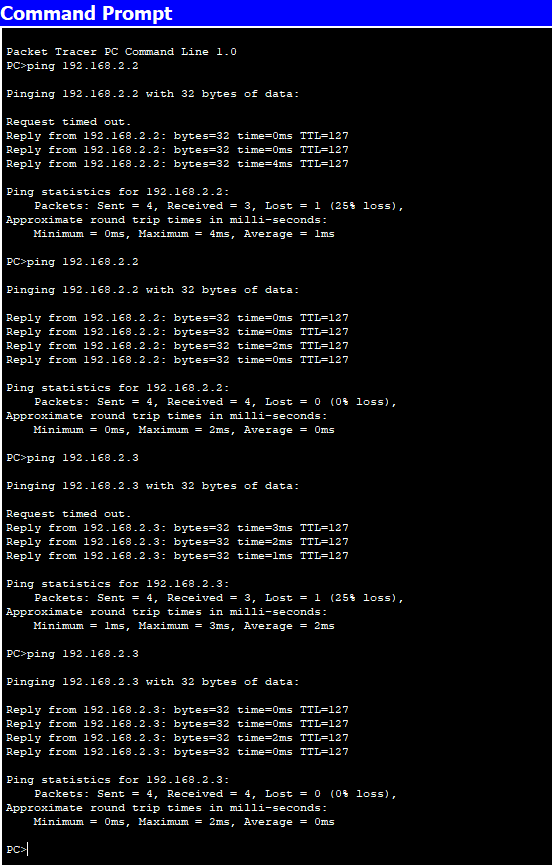 Command Prompt
Packet Tracer PC Command Line 1.0
PC>ping 192.168.2.2
Pinging 192.168.2.2 with 32 bytes of data:
Request timed out.
Reply from 192.168.2.2: bytes=32 time=0ms TTL=127
Reply from 192.168.2.2: bytes=32 time=0ms TTL=127
Reply from 192.168.2.2: bytes=32 time=4ms TTL=127
Ping statistics for 192.168.2.2:
Packets: Sent = 4, Received = 3, Lost = 1 (25% loss),
Approximate round trip times in milli-seconds:
Minimum = 0ms, Maximum = 4ms, Average = 1ms
PC>ping 192.168.2.2
Pinging 192.168.2.2 with 32 bytes of data:
Reply from 192.168.2.2: bytes=32 time=0ms TTL=127
Reply from 192.168.2.2: bytes=32 time=0ms TTL=127
Reply from 192.168.2.2: bytes=32 time=2ms TTL=127
Reply from 192.168.2.2: bytes=32 time=0ms TTL=127
Ping statistics for 192.168.2.2:
Packets: Sent = 4, Received = 4, Lost = 0 (0% loss),
Approximate round trip times in milli-seconds:
Minimum = 0ms, Maximum = 2ms, Average = 0ms
PC>ping 192.168.2.3
Pinging 192.168.2.3 with 32 bytes of data:
Request timed out.
Reply from 192.168.2.3: bytes=32 time=3ms TTL=127
Reply from 192.168.2.3: bytes=32 time=2ms TTL=127
Reply from 192.168.2.3: bytes=32 time=1ms TTL=127
Ping statistics for 192.168.2.3:
Packets: Sent = 4, Received = 3, Lost = 1 (25% loss),
Approximate round trip times in milli-seconds:
Minimum = 1ms, Maximum = 3ms, Average = 2ms
PC>ping 192.168.2.3
Pinging 192.168.2.3 with 32 bytes of data:
Reply from 192.168.2.3: bytes=32 time=0ms TTL=127
Reply from 192.168.2.3: bytes=32 time=0ms TTL=127
Reply from 192.168.2.3: bytes=32 time=2ms TTL=127
Reply from 192.168.2.3: bytes=32 time=0ms TTL=127
Ping statistics for 192.168.2.3:
Packets: Sent = 4, Received = 4, Lost = 0 (0% loss),
Approximate round trip times in milli-seconds:
Minimum = 0ms, Maximum = 2ms, Average = 0ms
PC>